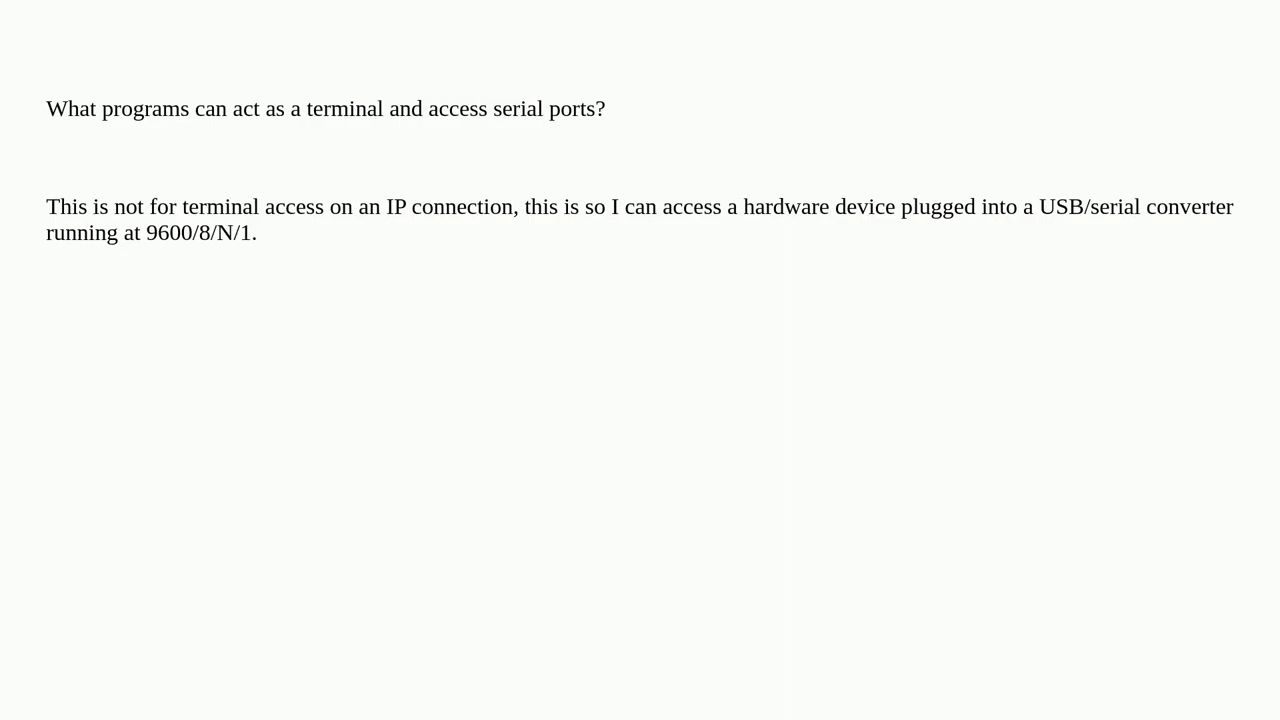 What programs can act as a terminal and access serial ports?
This is not for terminal access on an IP connection, this is so I can access a hardware device plugged into a USB/serial converter
running at 9600/8/N/1.